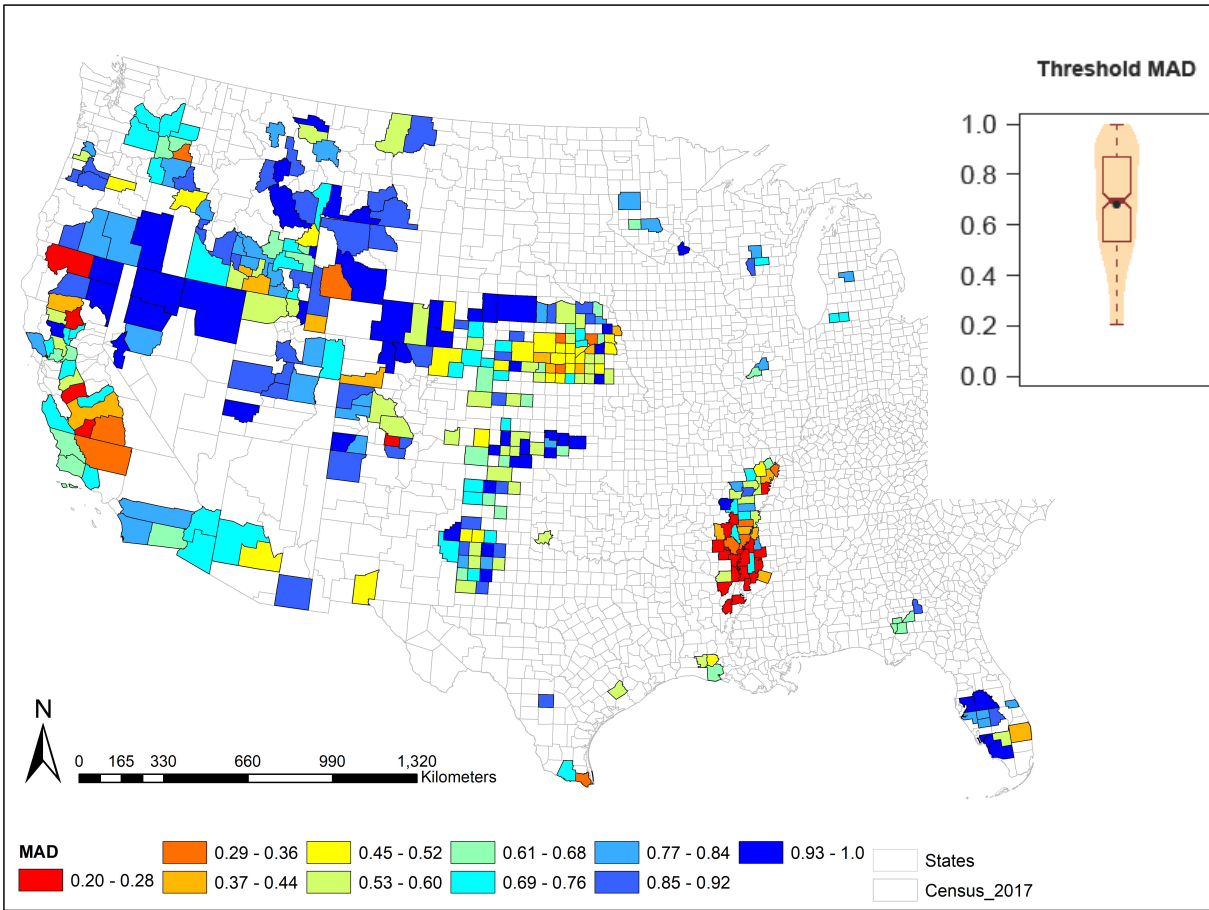 Threshold MAD
1.0
0.8
0.6
0.4
0.2
0.0
N
0 165 330 660 990 1,320
Kilometers
MAD
0.20 - 0.28
0.29 - 0.36
0.37 - 0.44
0.45 - 0.52
0.53 - 0.60
0.61 - 0.68
0.69 - 0.76
0.77 - 0.84
0.85 - 0.92
0.93 - 1.0
States
Census_2017